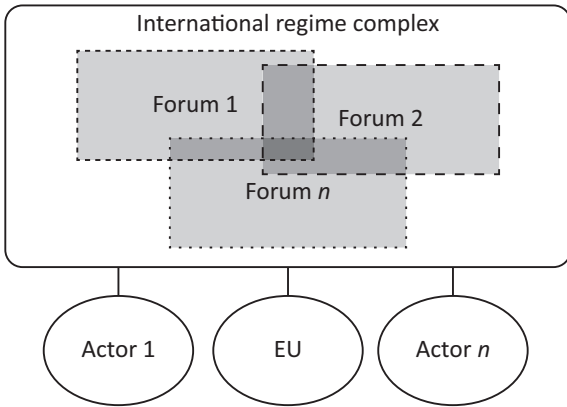 International regime complex
Forum 1
Forum 2
Forum n
Actor 1
EU
Actor n